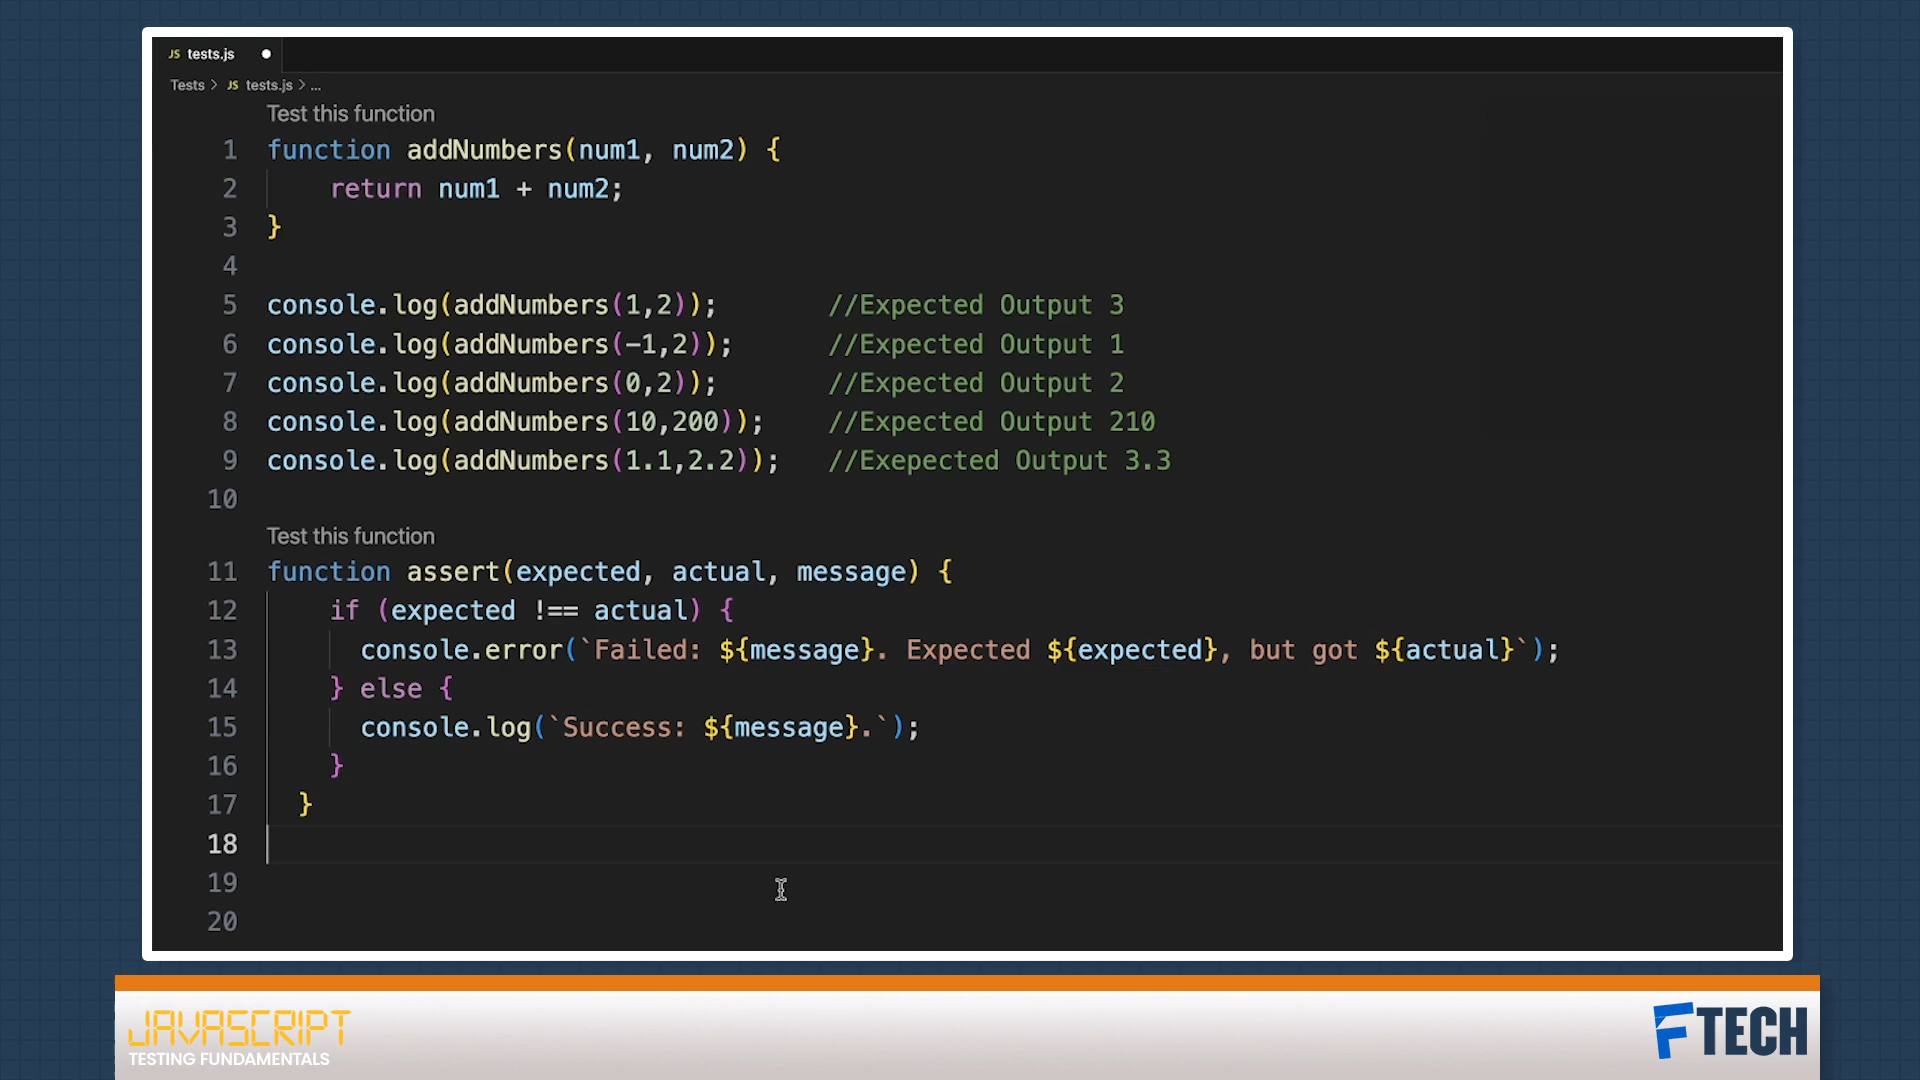 JS tests.js
Tests > JS tests.js > ...
Test this function
1 function addNumbers(num1, num2) {
2     return num1 + num2;
3 }
4
5 console.log(addNumbers(1,2));       //Expected Output 3
6 console.log(addNumbers(-1,2));      //Expected Output 1
7 console.log(addNumbers(0,2));       //Expected Output 2
8 console.log(addNumbers(10,200));    //Expected Output 210
9 console.log(addNumbers(1.1,2.2));   //Exepected Output 3.3
10
Test this function
11 function assert(expected, actual, message) {
12     if (expected !== actual) {
13       console.error(`Failed: ${message}. Expected ${expected}, but got ${actual}`);
14     } else {
15       console.log(`Success: ${message}.`);
16     }
17   }
18
19
20
JAVASCRIPT
TESTING FUNDAMENTALS
FTECH